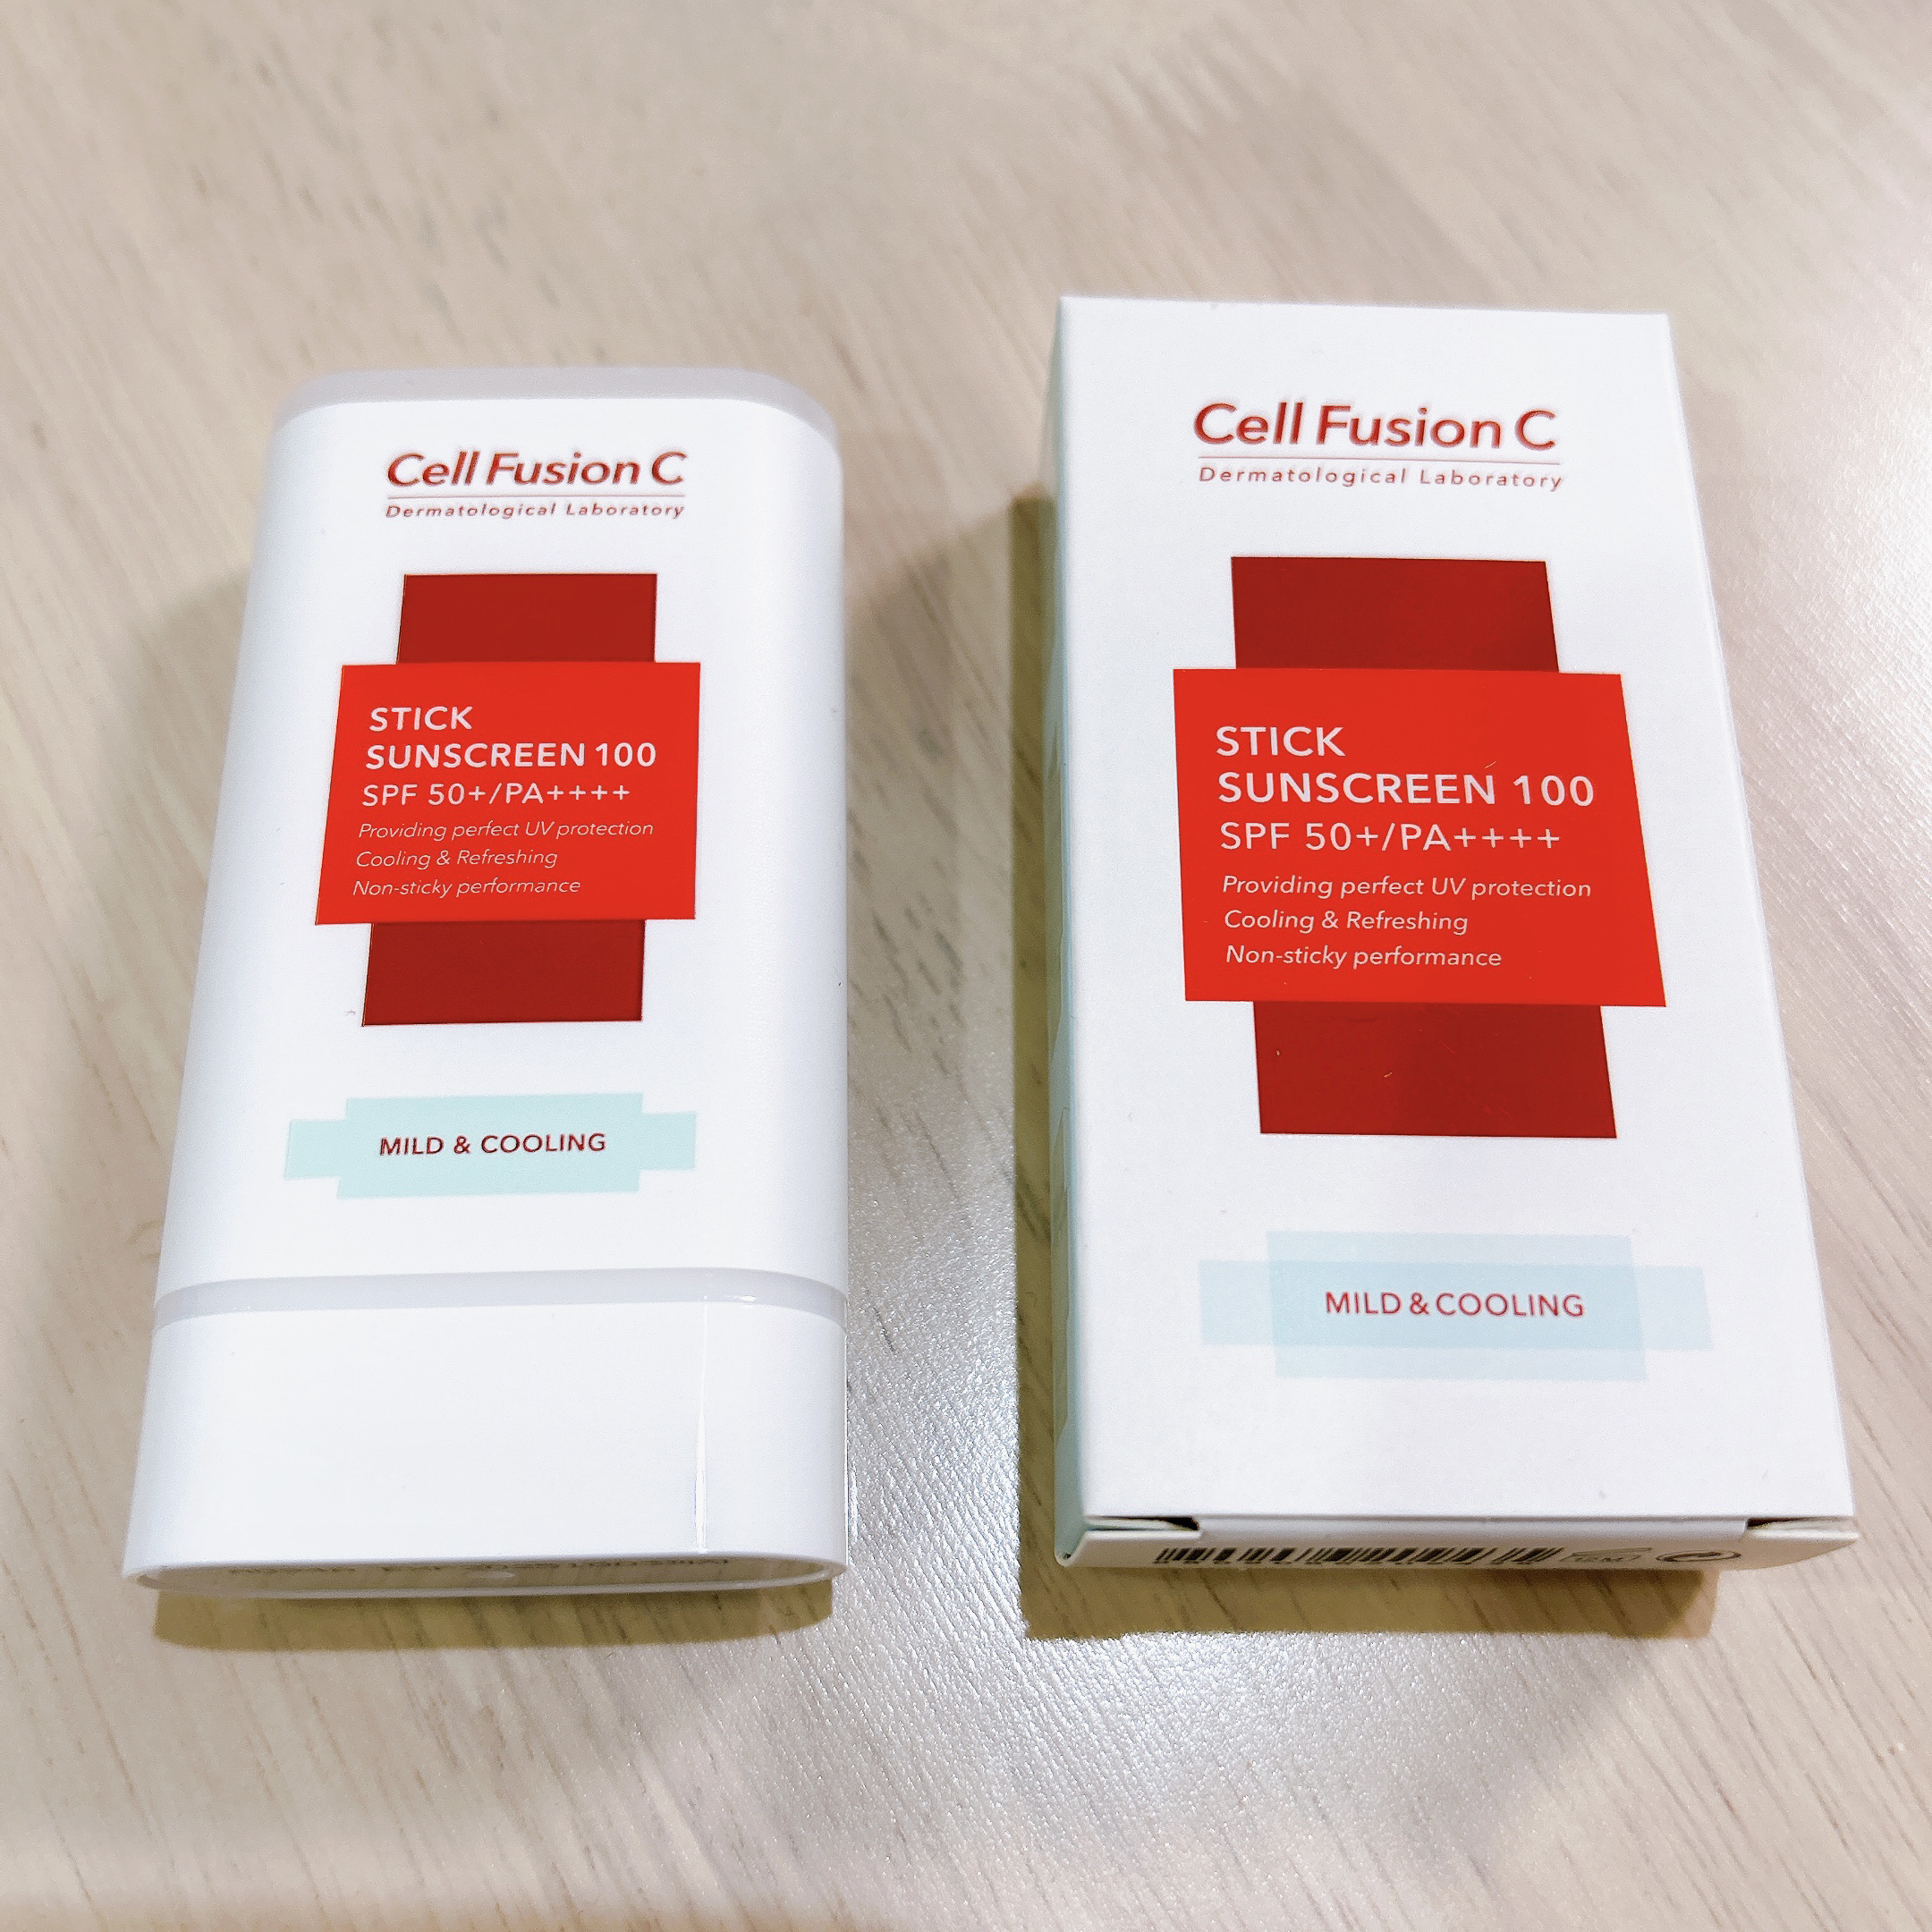 Cell Fusion C
Dermatological Laboratory
STICK
SUNSCREEN 100
SPF 50+/PA++++
Providing perfect UV protection
Cooling & Refreshing
Non-sticky performance
MILD & COOLING
Cell Fusion C
Dermatological Laboratory
STICK
SUNSCREEN 100
SPF 50+/PA++++
Providing perfect UV protection
Cooling & Refreshing
Non-sticky performance
MILD & COOLING
12M